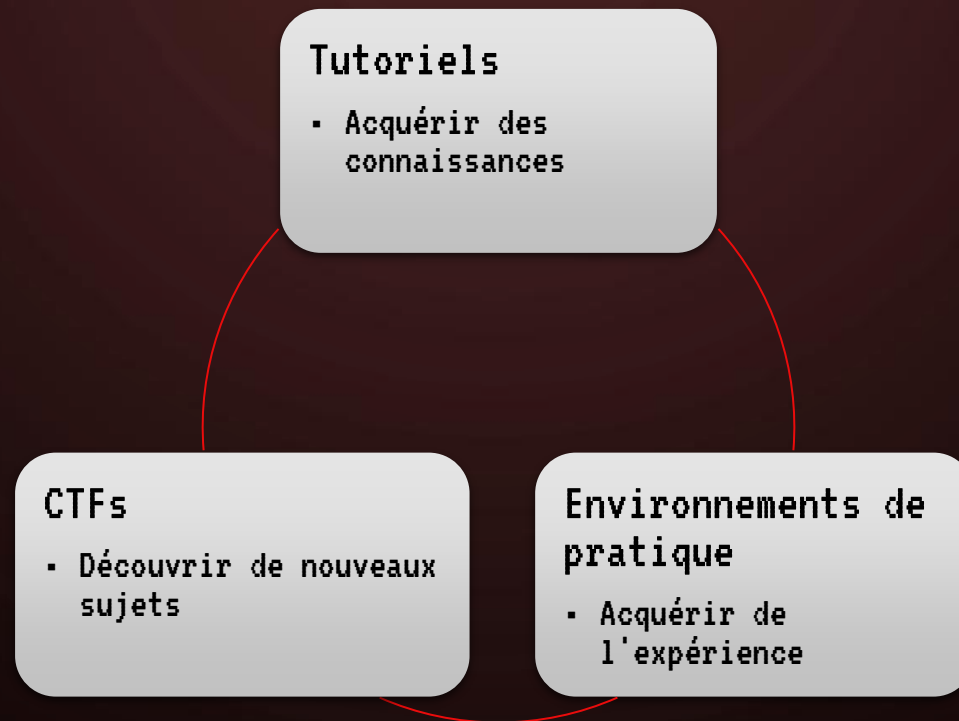 Tutoriels
▪ Acquérir des
connaissances
CTFs
▪ Découvrir de nouveaux
sujets
Environnements de
pratique
▪ Acquérir de
l'expérience